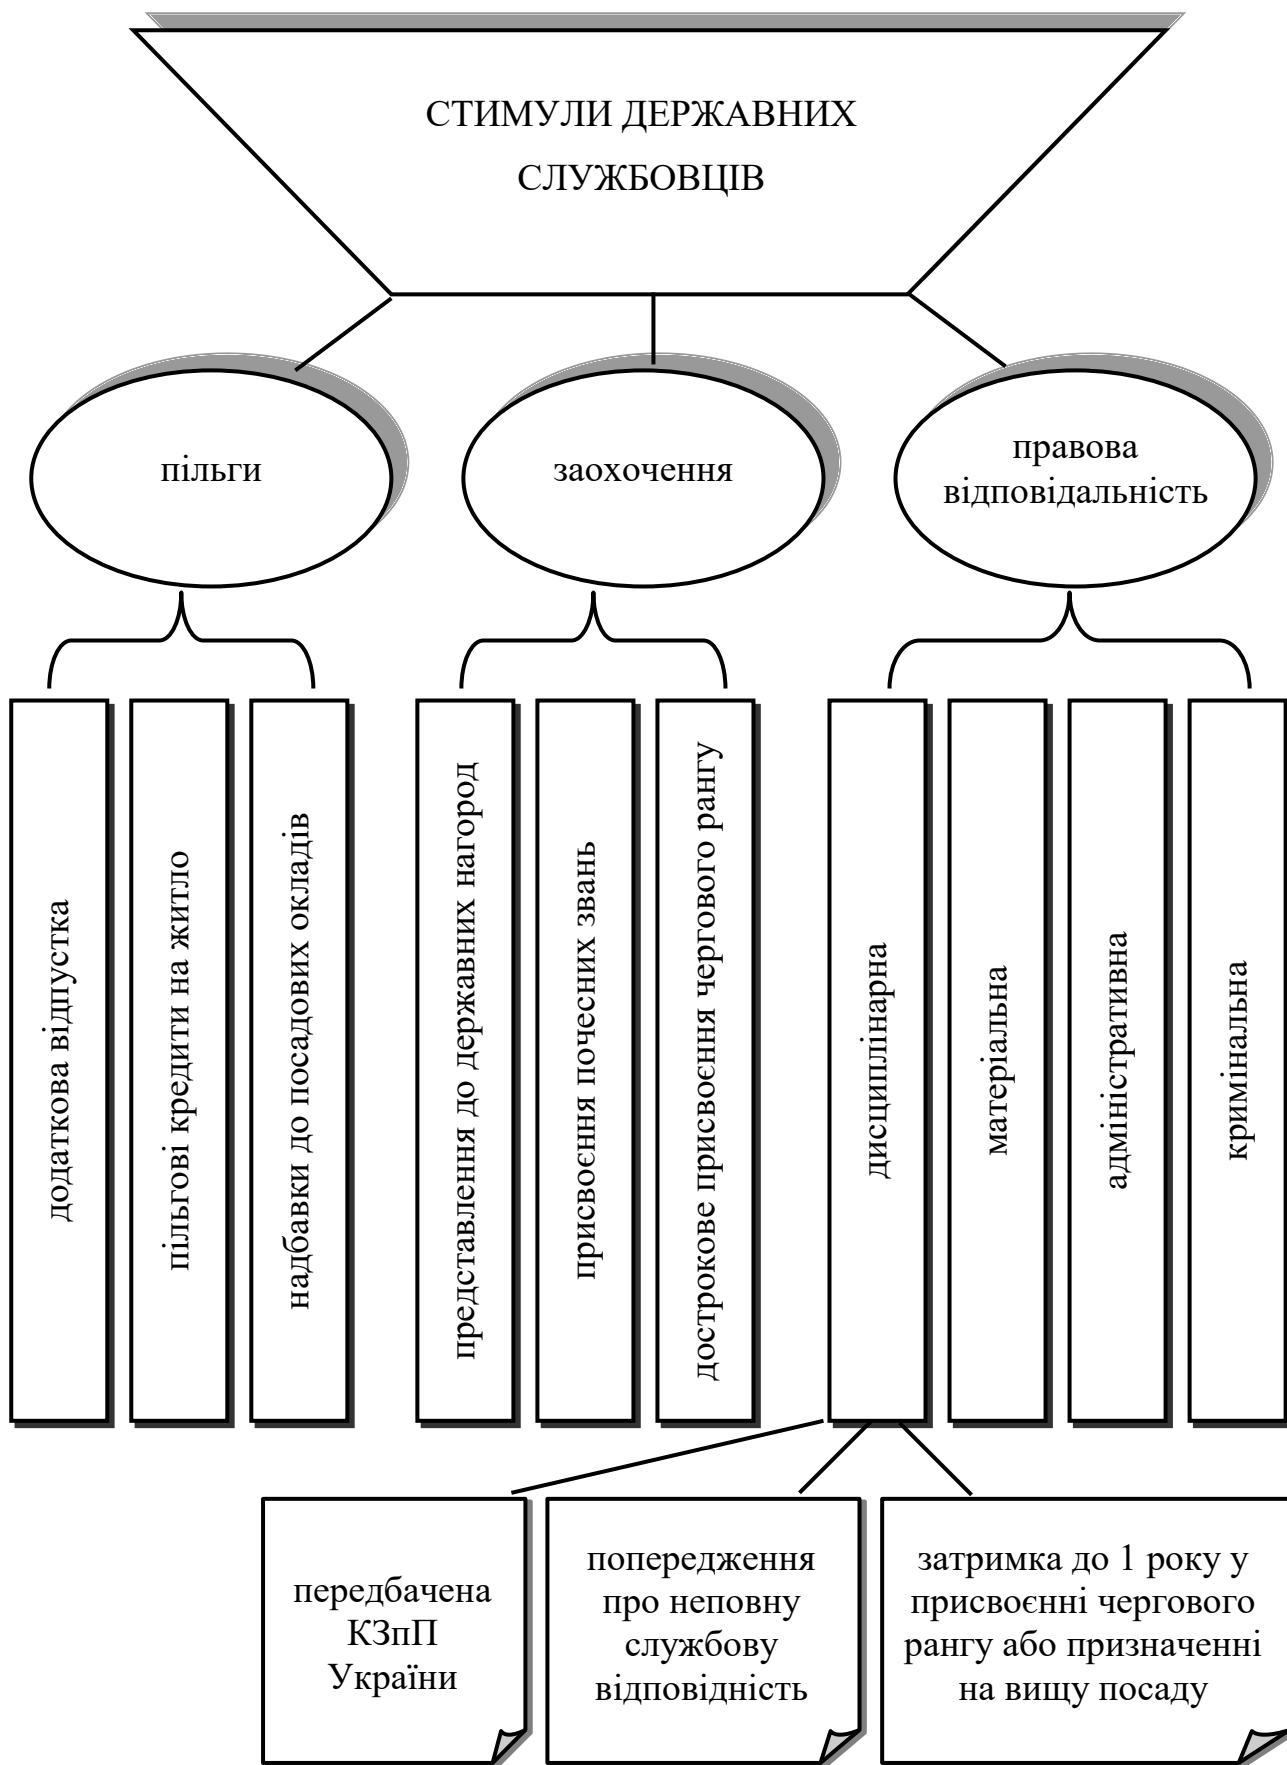 СТИМУЛИ ДЕРЖАВНИХ
СЛУЖБОВЦІВ
пільги
заохочення
правова
відповідальність
додаткова відпустка
пільгові кредити на житло
надбавки до посадових окладів
представлення до державних нагород
присвоєння почесних звань
дострокове присвоєння чергового рангу
дисциплінарна
матеріальна
адміністративна
кримінальна
передбачена
КЗпП
України
попередження
про неповну
службову
відповідність
затримка до 1 року у
присвоєнні чергового
рангу або призначенні
на вищу посаду